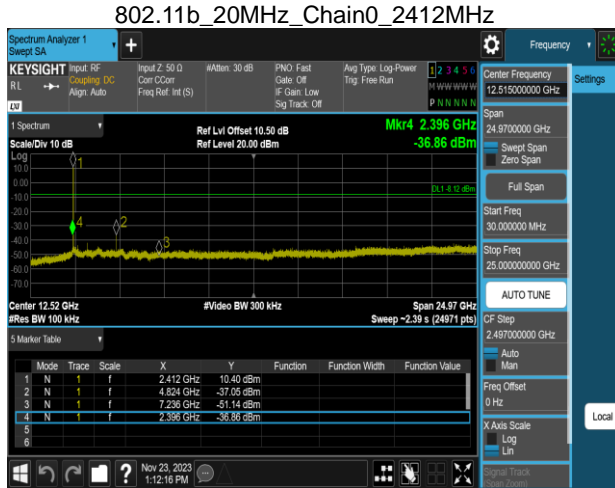 802.11b_20MHz_Chain0_2412MHz
Spectrum Analyzer 1
Swept SA
+
Frequency
KEYSIGHT
RL
Input: RF
Coupling: DC
Align: Auto
Input Z: 50 Ω
Corr CCorr
Freq Ref: Int (S)
#Atten: 30 dB
PNO: Fast
Gate: Off
IF Gain: Low
Sig Track: Off
Avg Type: Log-Power
Trig: Free Run
1 2 3 4 5 6
M W W W W W
P N N N N N
LXI
1 Spectrum
Scale/Div 10 dB
Ref Lvl Offset 10.50 dB
Ref Level 20.00 dBm
Mkr4 2.396 GHz
-36.86 dBm
Log
10.0
0.00
-10.0
-20.0
-30.0
-40.0
-50.0
-60.0
-70.0
1
4
2
3
DL1 -8.12 dBm
Center 12.52 GHz
#Res BW 100 kHz
#Video BW 300 kHz
Span 24.97 GHz
Sweep ~2.39 s (24971 pts)
5 Marker Table
Mode Trace Scale X Y Function Function Width Function Value
1 N 1 f 2.412 GHz 10.40 dBm
2 N 1 f 4.824 GHz -37.05 dBm
3 N 1 f 7.236 GHz -51.14 dBm
4 N 1 f 2.396 GHz -36.86 dBm
5
6
Nov 23, 2023
1:12:16 PM
Center Frequency
12.515000000 GHz
Span
24.9700000 GHz
Swept Span
Zero Span
Full Span
Start Freq
30.000000 MHz
Stop Freq
25.000000000 GHz
AUTO TUNE
CF Step
2.497000000 GHz
Auto
Man
Freq Offset
0 Hz
X Axis Scale
Log
Lin
Signal Track
(Span Zoom)
Settings
Local